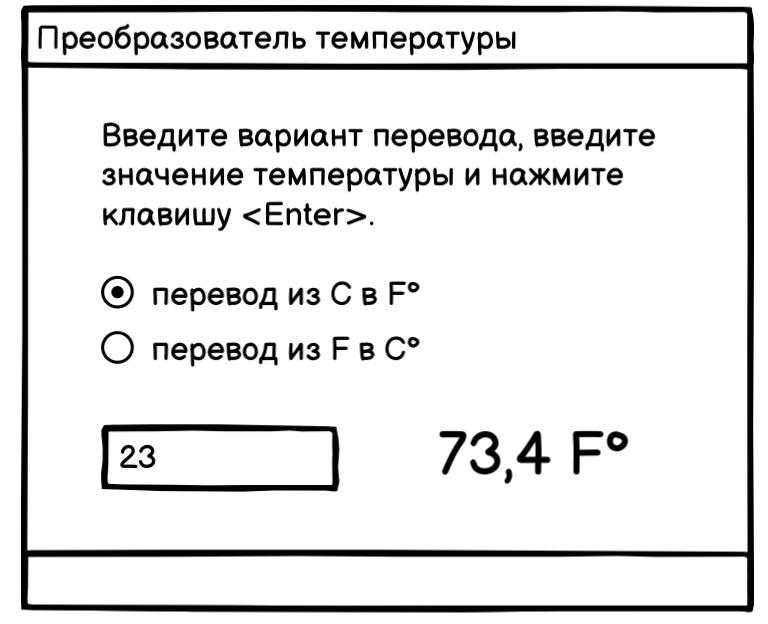 Преобразователь температуры
Введите вариант перевода, введите
значение температуры и нажмите
клавишу <Enter>.
перевод из C в F°
перевод из F в C°
23
73,4 F°